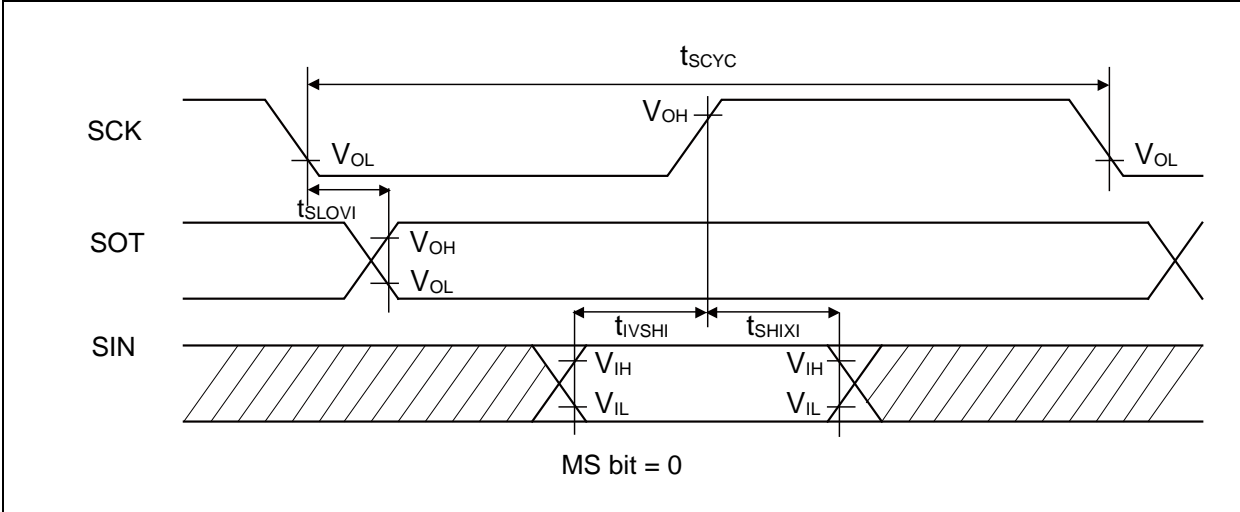 tSCYC
SCK
VOH
VOL
VOL
tSLOVI
SOT
VOH
VOL
tIVSHI
tSHIXI
SIN
VIH
VIH
VIL
VIL
MS bit = 0